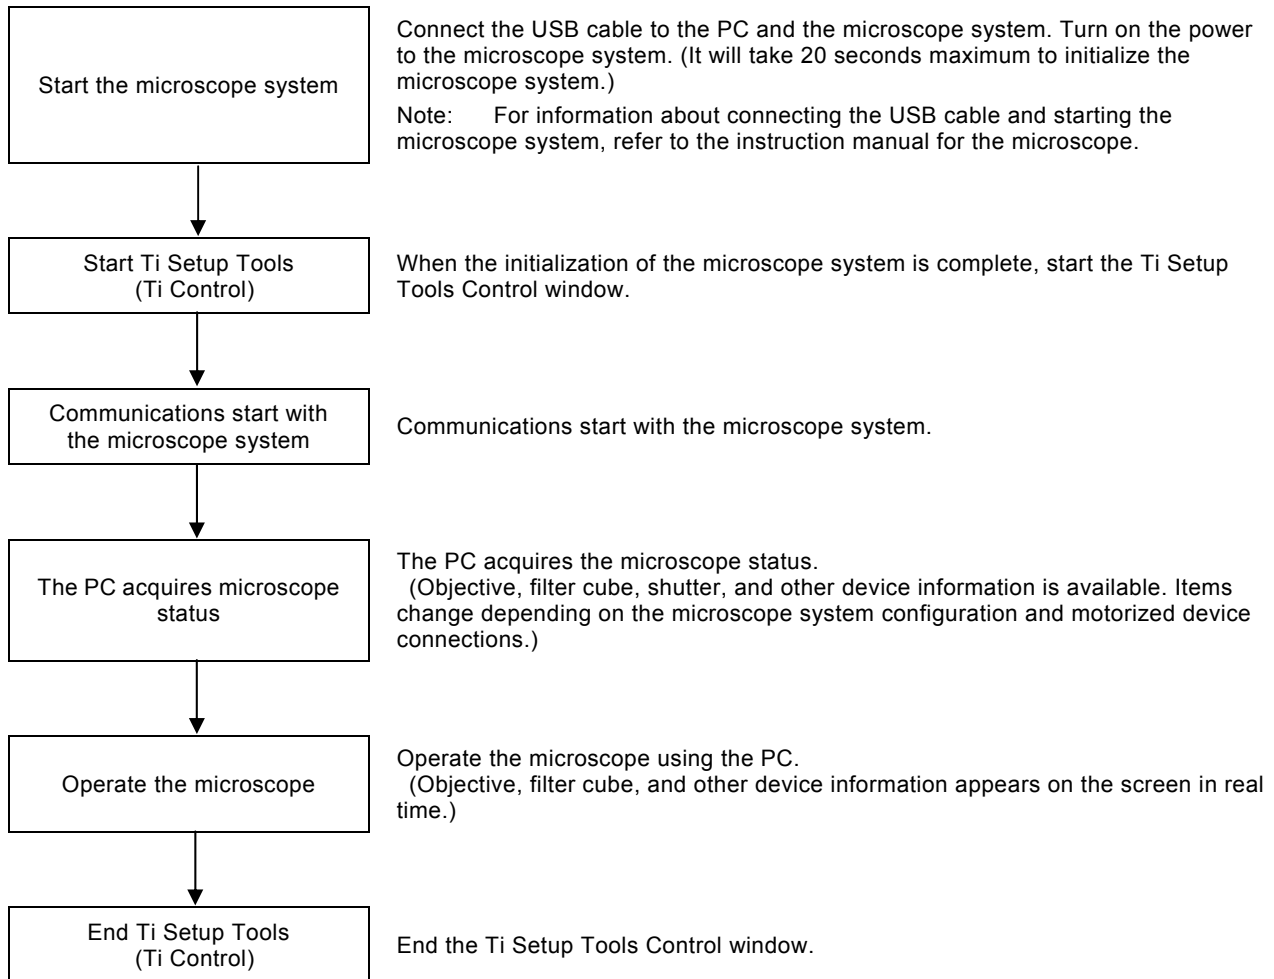 Start the microscope system
Connect the USB cable to the PC and the microscope system. Turn on the power
to the microscope system. (It will take 20 seconds maximum to initialize the
microscope system.)
Note: For information about connecting the USB cable and starting the
microscope system, refer to the instruction manual for the microscope.
Start Ti Setup Tools
(Ti Control)
When the initialization of the microscope system is complete, start the Ti Setup
Tools Control window.
Communications start with
the microscope system
Communications start with the microscope system.
The PC acquires microscope
status
The PC acquires the microscope status.
(Objective, filter cube, shutter, and other device information is available. Items
change depending on the microscope system configuration and motorized device
connections.)
Operate the microscope
Operate the microscope using the PC.
(Objective, filter cube, and other device information appears on the screen in real
time.)
End Ti Setup Tools
(Ti Control)
End the Ti Setup Tools Control window.